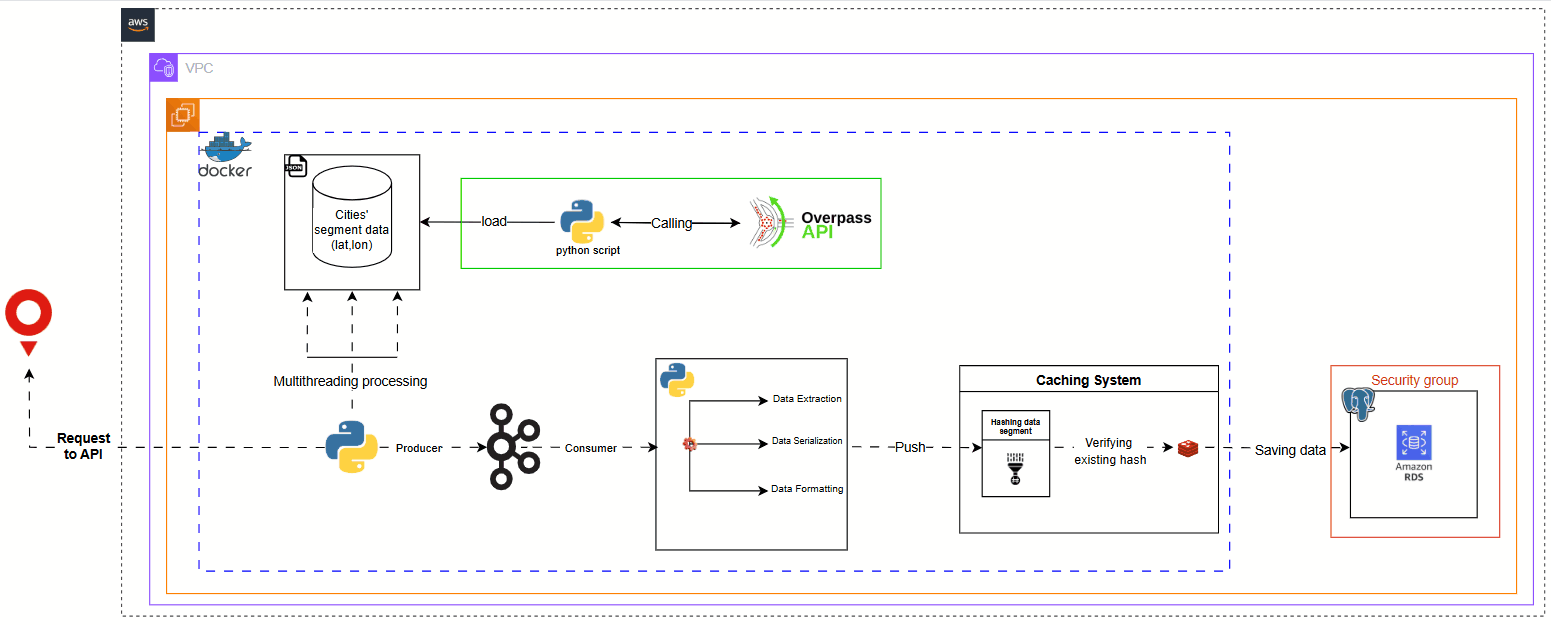 aws
VPC
docker
JSON
Cities'
segment data
(lat,lon)
load
python script
Calling
Overpass
API
Multithreading processing
Request
to API
Producer
Consumer
Data Extraction
Data Serialization
Data Formatting
Push
Caching System
Hashing data
segment
Verifying
existing hash
Saving data
Security group
Amazon
RDS